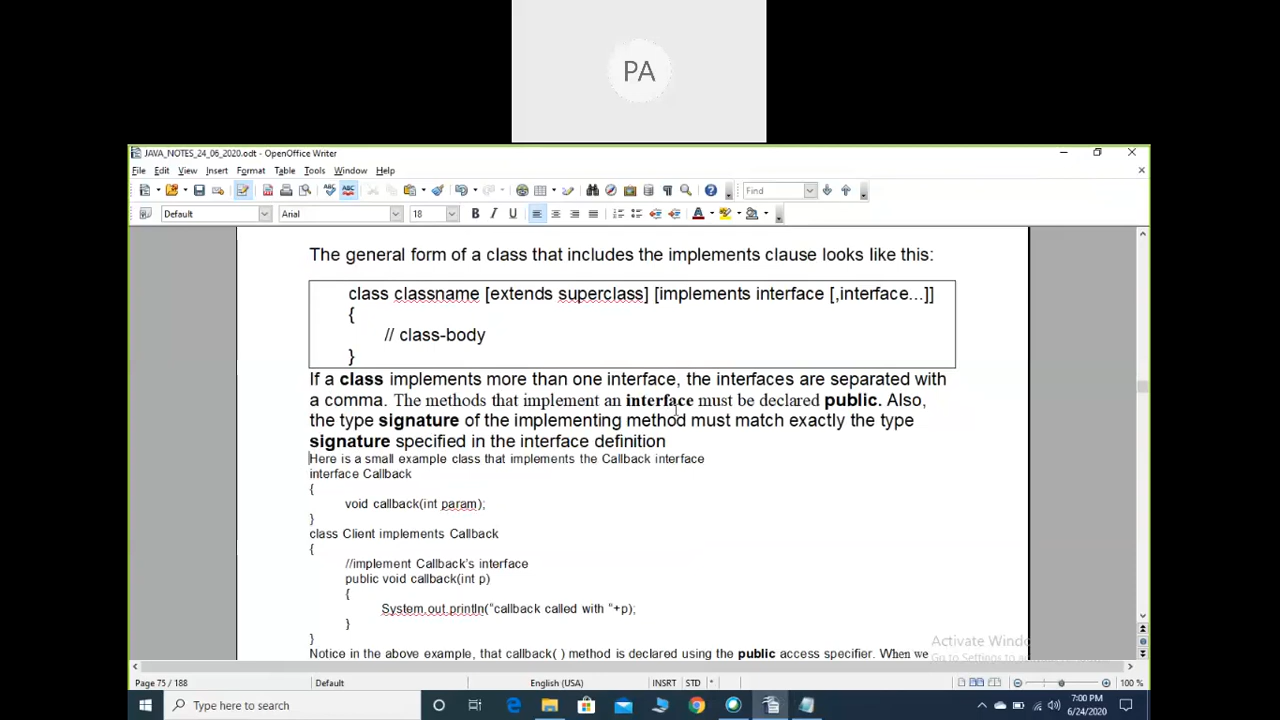 PA
JAVA_NOTES_24_06_2020.odt - OpenOffice Writer
File Edit View Insert Format Table Tools Window Help
Find
Default Arial 18 B I U
The general form of a class that includes the implements clause looks like this:
class classname [extends superclass] [implements interface [,interface...]]
{
// class-body
}
If a class implements more than one interface, the interfaces are separated with
a comma. The methods that implement an interface must be declared public. Also,
the type signature of the implementing method must match exactly the type
signature specified in the interface definition
Here is a small example class that implements the Callback interface
interface Callback
{
void callback(int param);
}
class Client implements Callback
{
//implement Callback's interface
public void callback(int p)
{
System.out.println("callback called with "+p);
}
}
Notice in the above example, that callback( ) method is declared using the public access specifier. When we
Activate Windo
Go to Settings to a
Page 75 / 188 Default English (USA) INSRT STD * 100 %
Type here to search
7:00 PM
6/24/2020